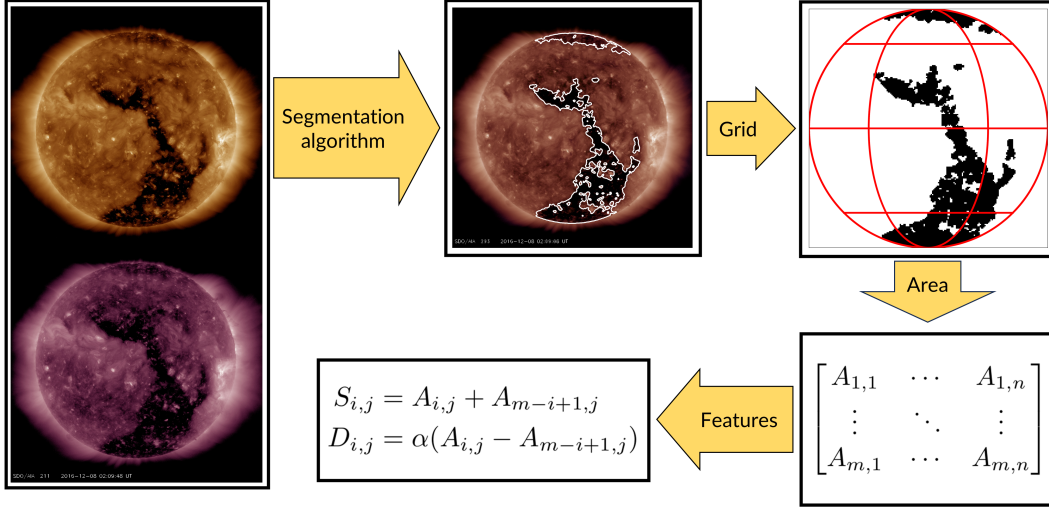 Segmentation
algorithm
SDO/AIA 193 2016-12-08 02:09:06 UT
Grid
Area
SDO/AIA 211 2016-12-08 02:09:48 UT
S_{i,j} = A_{i,j} + A_{m-i+1,j}
D_{i,j} = α(A_{i,j} − A_{m-i+1,j})
Features
A_{1,1} ⋯ A_{1,n}
⋮ ⋱ ⋮
A_{m,1} ⋯ A_{m,n}